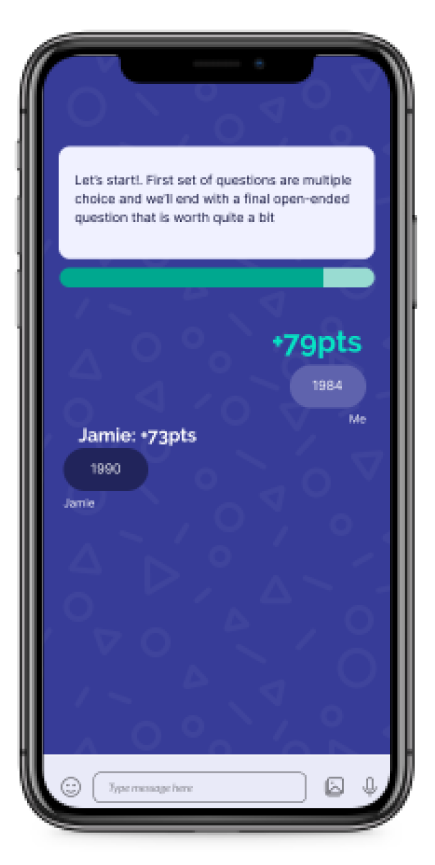 Let's start!. First set of questions are multiple
choice and we'll end with a final open-ended
question that is worth quite a bit
+79pts
1984
Me
Jamie: +73pts
1990
Jamie
Type message here